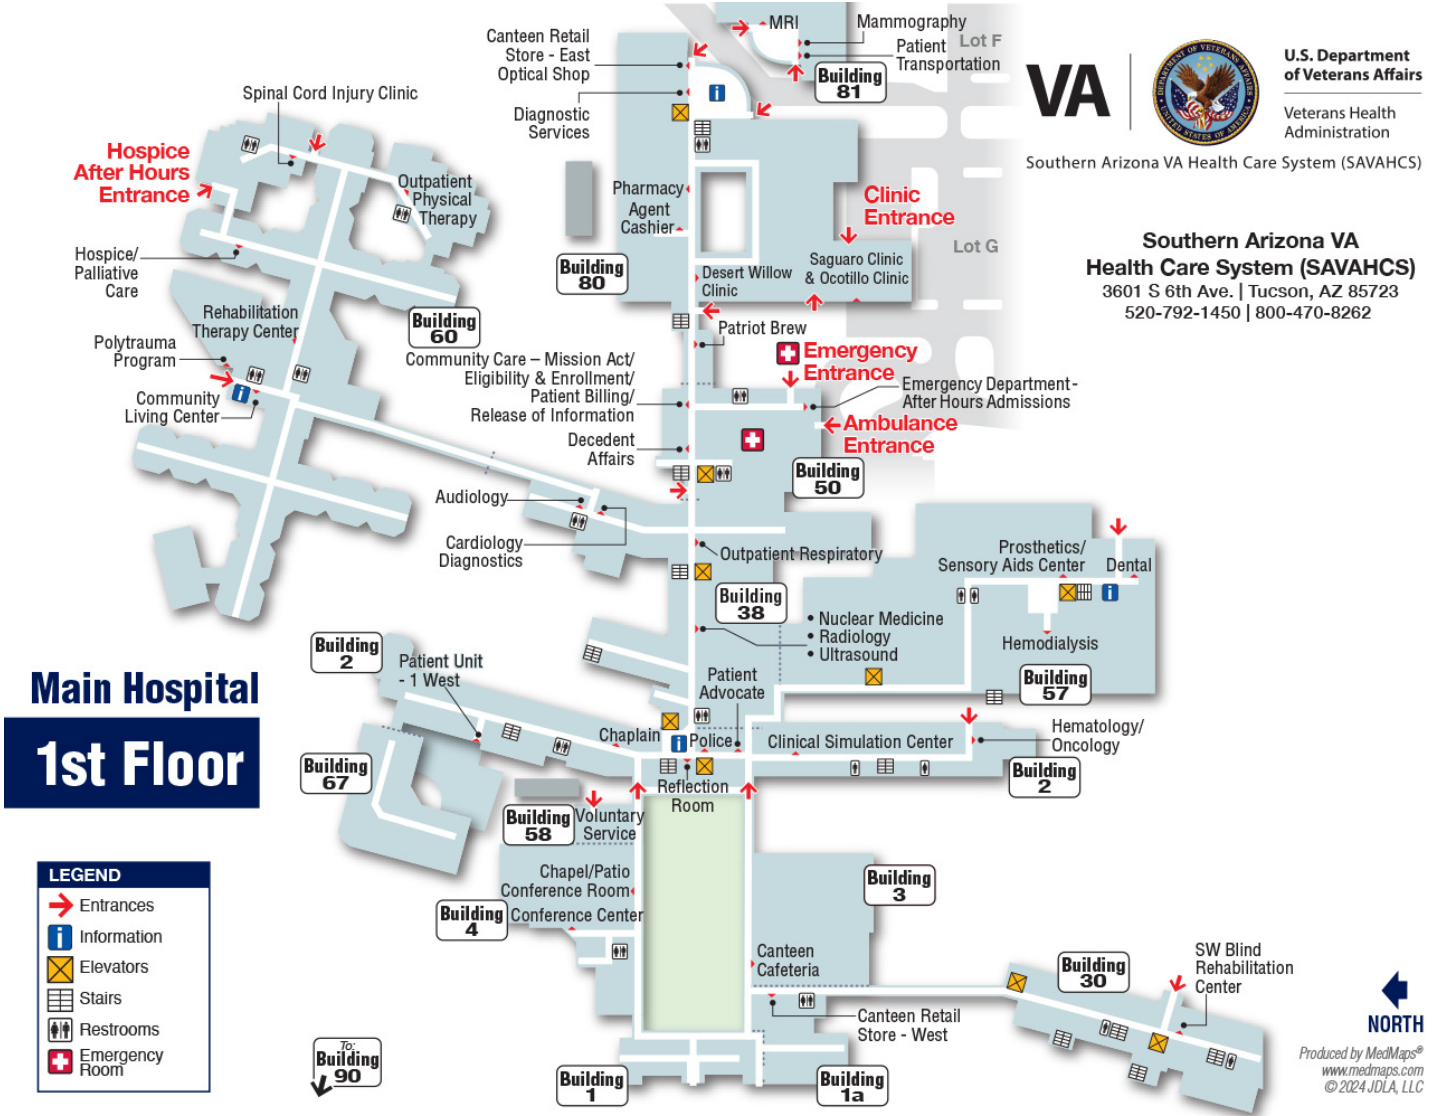 Canteen Retail
Store - East
Optical Shop
Diagnostic
Services
MRI
Mammography
Patient
Transportation
Lot F
Building
81
VA
U.S. Department
of Veterans Affairs
Veterans Health
Administration
DEPARTMENT OF VETERANS AFFAIRS
UNITED STATES OF AMERICA
Southern Arizona VA Health Care System (SAVAHCS)
Southern Arizona VA
Health Care System (SAVAHCS)
3601 S 6th Ave. | Tucson, AZ 85723
520-792-1450 | 800-470-8262
Spinal Cord Injury Clinic
Hospice
After Hours
Entrance
Outpatient
Physical
Therapy
Hospice/
Palliative
Care
Rehabilitation
Therapy Center
Polytrauma
Program
Community
Living Center
Building
60
Pharmacy
Agent
Cashier
Building
80
Clinic
Entrance
Lot G
Saguaro Clinic
& Ocotillo Clinic
Desert Willow
Clinic
Patriot Brew
Emergency
Entrance
Community Care – Mission Act/
Eligibility & Enrollment/
Patient Billing/
Release of Information
Emergency Department-
After Hours Admissions
Ambulance
Entrance
Decedent
Affairs
Building
50
Audiology
Cardiology
Diagnostics
Outpatient Respiratory
Building
38
Prosthetics/
Sensory Aids Center
Dental
Hemodialysis
Building
57
• Nuclear Medicine
• Radiology
• Ultrasound
Patient
Advocate
Building
2
Patient Unit
- 1 West
Chaplain
Police
Clinical Simulation Center
Hematology/
Oncology
Building
2
Reflection
Room
Main Hospital
1st Floor
Building
67
Building
58
Voluntary
Service
Chapel/Patio
Conference Room
Building
4
Conference Center
Building
3
Canteen
Cafeteria
Canteen Retail
Store - West
Building
30
SW Blind
Rehabilitation
Center
LEGEND
Entrances
Information
Elevators
Stairs
Restrooms
Emergency
Room
To:
Building
90
Building
1
Building
1a
NORTH
Produced by MedMaps®
www.medmaps.com
© 2024 JDLA, LLC